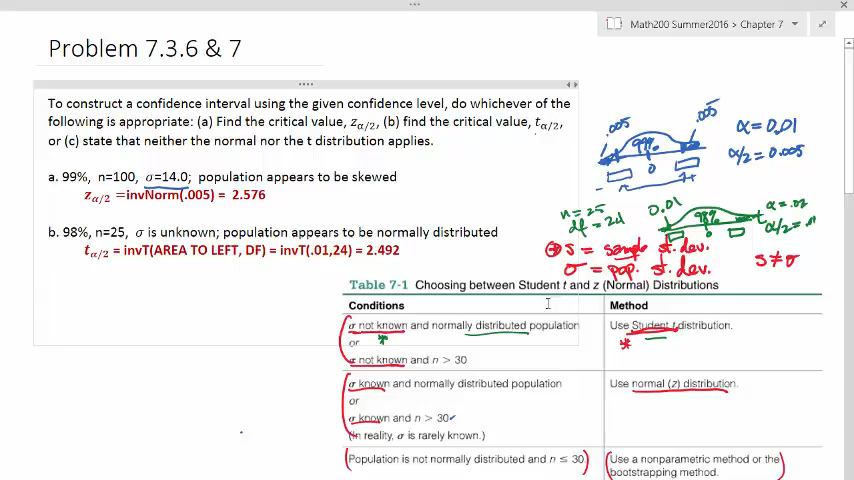 Math200 Summer2016 > Chapter 7
Problem 7.3.6 & 7
To construct a confidence interval using the given confidence level, do whichever of the
following is appropriate: (a) Find the critical value, zα/2, (b) find the critical value, tα/2,
or (c) state that neither the normal nor the t distribution applies.
a. 99%, n=100, σ=14.0; population appears to be skewed
zα/2 =invNorm(.005) = 2.576
b. 98%, n=25, σ is unknown; population appears to be normally distributed
tα/2 = invT(AREA TO LEFT, DF) = invT(.01,24) = 2.492
.005
.005
99%
0
α=0.01
α/2=0.005
n=25
df=24
0.01
98%
0
t
α=.02
s = sample st. dev.
σ = pop. st. dev.
s≠σ
Table 7-1 Choosing between Student t and z (Normal) Distributions
Conditions
Method
σ not known and normally distributed population
Use Student t distribution.
or
σ not known and n > 30
σ known and normally distributed population
Use normal (z) distribution.
or
σ known and n > 30
(In reality, σ is rarely known.)
Population is not normally distributed and n ≤ 30.
Use a nonparametric method or the
bootstrapping method.